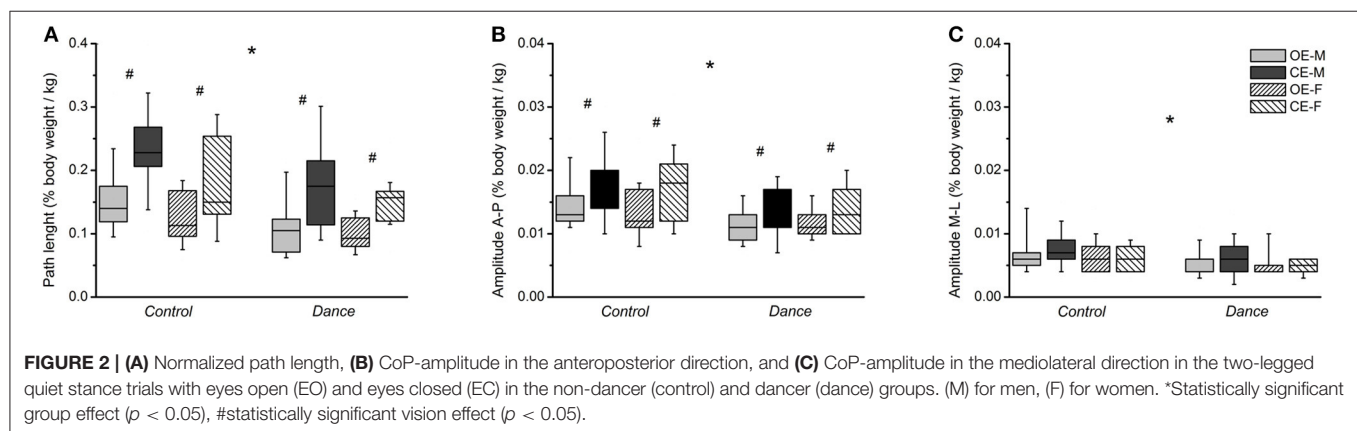 A
B
C
0.4
0.3
0.2
0.1
0.0
Path lenght (% body weight / kg)
#
#
*
#
#
Control
Dance
0.04
0.03
0.02
0.01
0.00
Amplitude A-P (% body weight / kg)
#
#
*
#
#
Control
Dance
0.04
0.03
0.02
0.01
0.00
Amplitude M-L (% body weight / kg)
*
Control
Dance
OE-M
CE-M
OE-F
CE-F
FIGURE 2 | (A) Normalized path length, (B) CoP-amplitude in the anteroposterior direction, and (C) CoP-amplitude in the mediolateral direction in the two-legged
quiet stance trials with eyes open (EO) and eyes closed (EC) in the non-dancer (control) and dancer (dance) groups. (M) for men, (F) for women. *Statistically significant
group effect (p < 0.05), #statistically significant vision effect (p < 0.05).